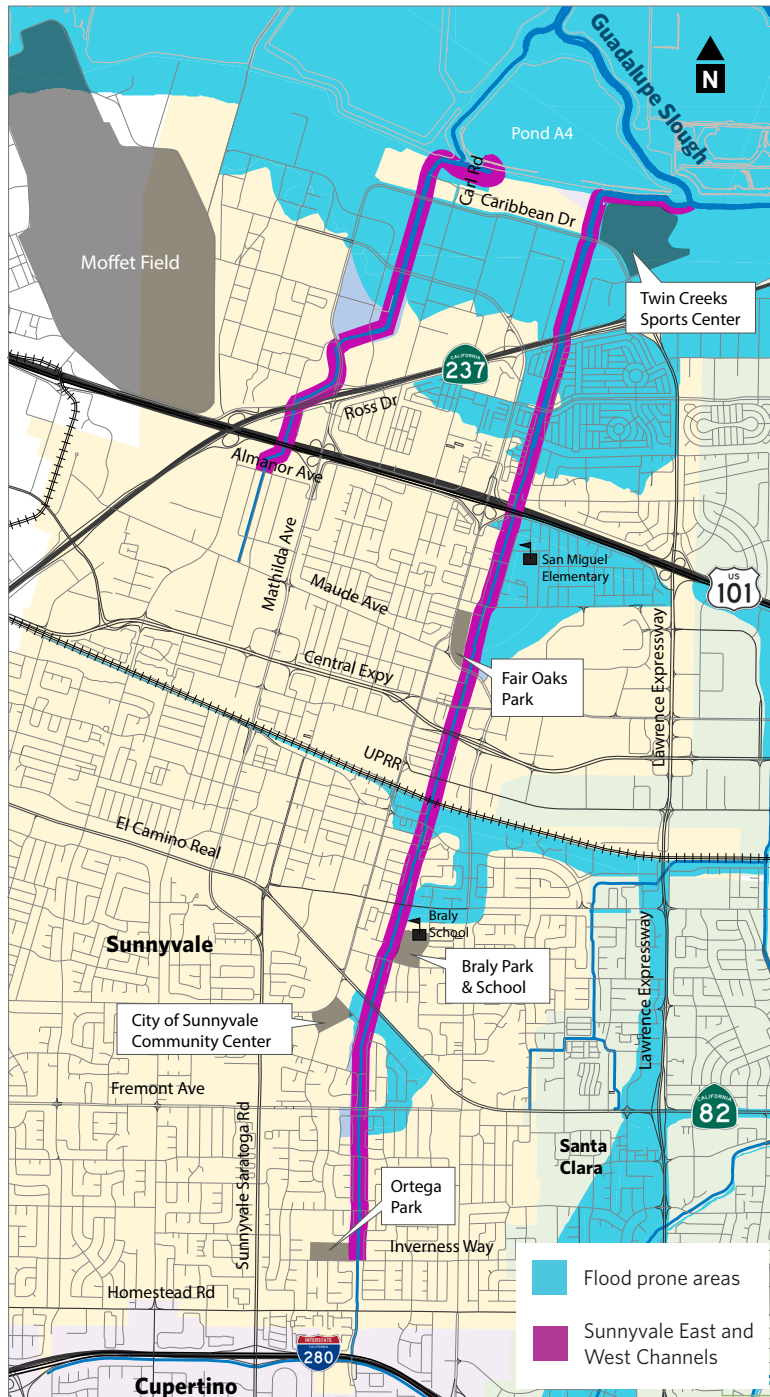 Guadalupe Slough
N
Pond A4
Carl Rd
Caribbean Dr
Moffet Field
Twin Creeks
Sports Center
CALIFORNIA
237
Ross Dr
Almanor Ave
Mathilda Ave
San Miguel
Elementary
US
101
Maude Ave
Lawrence Expressway
Central Expy
Fair Oaks
Park
UPRR
El Camino Real
Braly
School
Sunnyvale
Braly Park
& School
Lawrence Expressway
City of Sunnyvale
Community Center
Fremont Ave
CALIFORNIA
82
Sunnyvale Saratoga Rd
Santa
Clara
Ortega
Park
Inverness Way
Homestead Rd
Flood prone areas
Sunnyvale East and
West Channels
INTERSTATE
CALIFORNIA
280
Cupertino